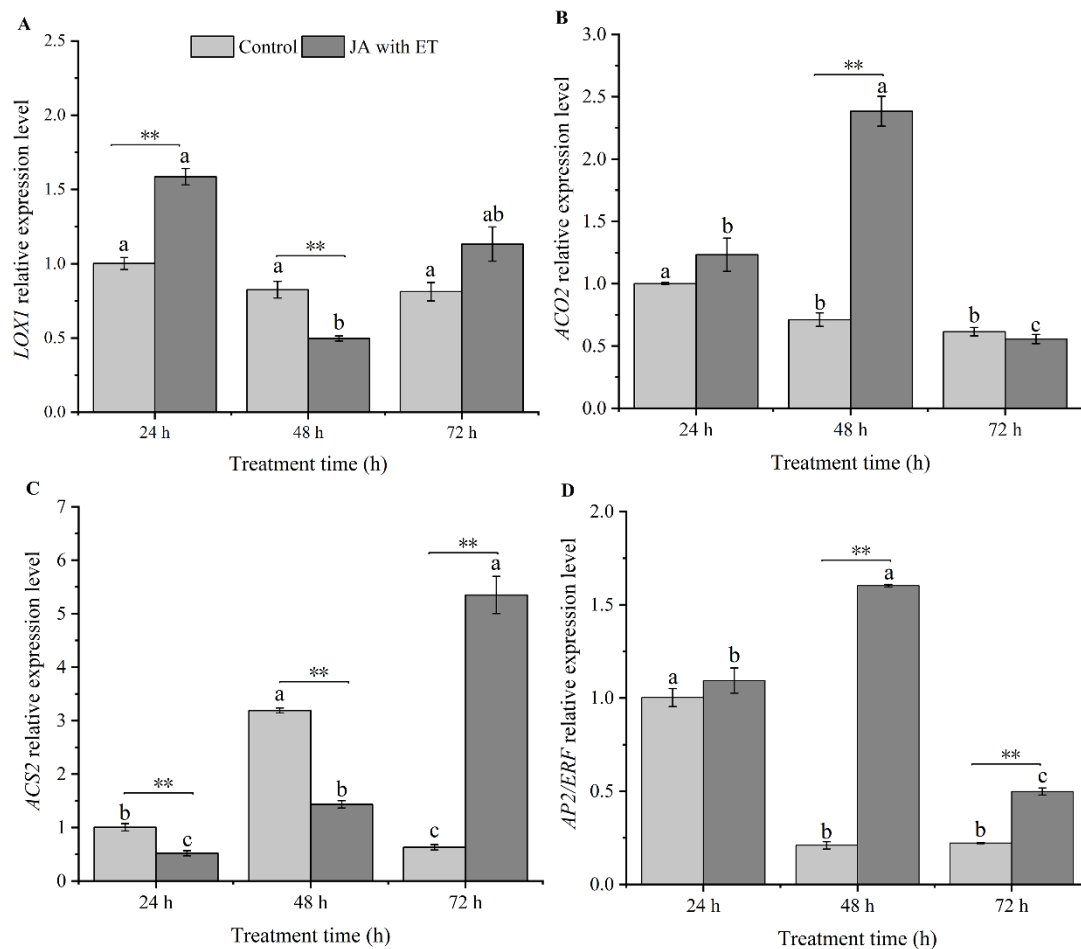 A
Control JA with ET
LOX1 relative expression level
2.5
2.0
1.5
1.0
0.5
0.0
** a
a
** a
b
a
ab
24 h 48 h 72 h
Treatment time (h)
B
ACO2 relative expression level
3.0
2.5
2.0
1.5
1.0
0.5
0.0
a
b
**
b
a
b
c
24 h 48 h 72 h
Treatment time (h)
C
ACS2 relative expression level
7
6
5
4
3
2
1
0
**
b
c
**
a
b
**
c
a
24 h 48 h 72 h
Treatment time (h)
D
AP2/ERF relative expression level
2.0
1.5
1.0
0.5
0.0
a
b
**
b
a
**
b
c
24 h 48 h 72 h
Treatment time (h)